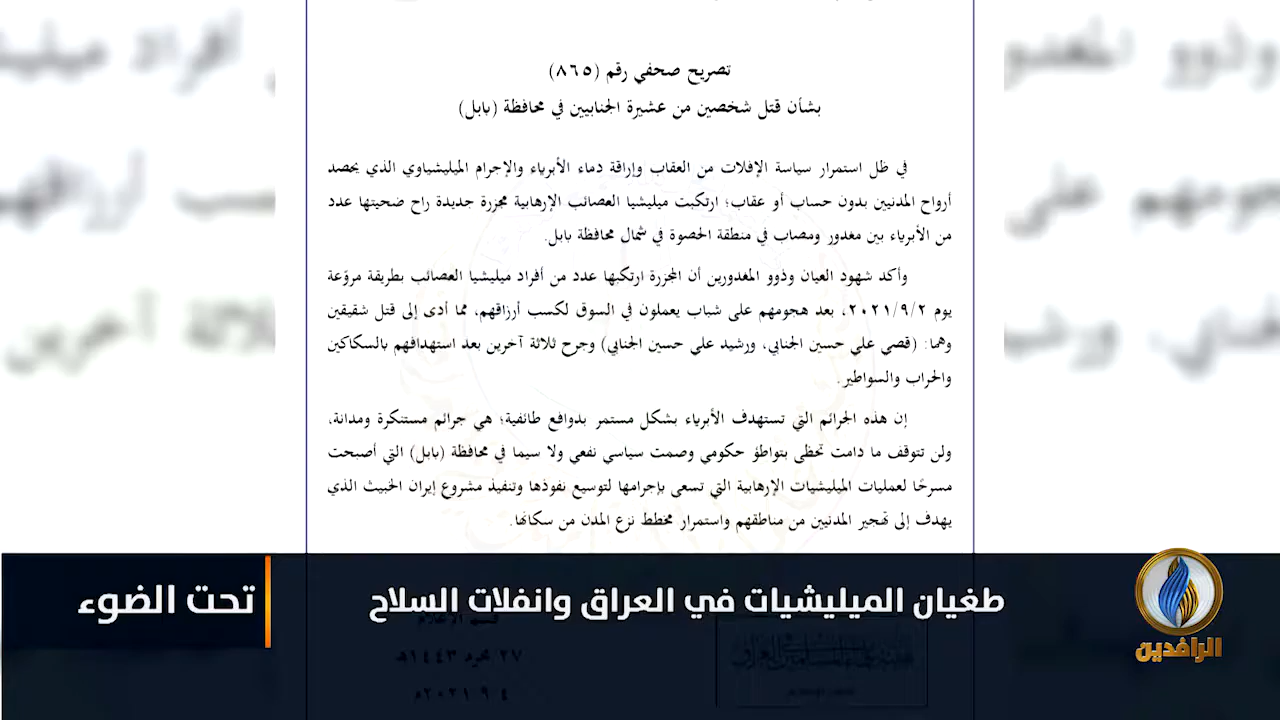 تصريح صحفي رقم (٨٦٥)
بشأن قتل شخصين من عشيرة الجنابيين في محافظة (بابل)
في ظل استمرار سياسة الإفلات من العقاب وإراقة دماء الأبرياء والإجرام الميليشياوي الذي يحصد
أرواح المدنيين بدون حساب أو عقاب؛ ارتكبت ميليشيا العصائب الإرهابية مجزرة جديدة راح ضحيتها عدد
من الأبرياء بين مغدور ومصاب في منطقة الحصوة في شمال محافظة بابل.
وأكد شهود العيان وذوو المغدورين أن المجزرة ارتكبها عدد من أفراد ميليشيا العصائب بطريقة مروّعة
يوم ٢٠٢١/٩/٢، بعد هجومهم على شباب يعملون في السوق لكسب أرزاقهم، مما أدى إلى قتل شقيقين
وهما: (قصي علي حسين الجنابي، ورشيد علي حسين الجنابي) وجرح ثلاثة آخرين بعد استهدافهم بالسكاكين
والحراب والسواطير.
إن هذه الجرائم التي تستهدف الأبرياء بشكل مستمر بدوافع طائفية؛ هي جرائم مستنكرة ومدانة،
ولن تتوقف ما دامت تحظى بتواطؤ حكومي وصمت سياسي نفعي ولا سيما في محافظة (بابل) التي أصبحت
مسرحًا لعمليات الميليشيات الإرهابية التي تسعى بإجرامها لتوسيع نفوذها وتنفيذ مشروع إيران الخبيث الذي
يهدف إلى تهجير المدنيين من مناطقهم واستمرار مخطط نزع المدن من سكانها.
طغيان الميليشيات في العراق وانفلات السلاح
تحت الضوء
الرافدين
قسم الإعلام
هيئة علماء المسلمين في العراق
٢٧ محرم ١٤٤٣هـ
٢٠٢١/٩/٤م